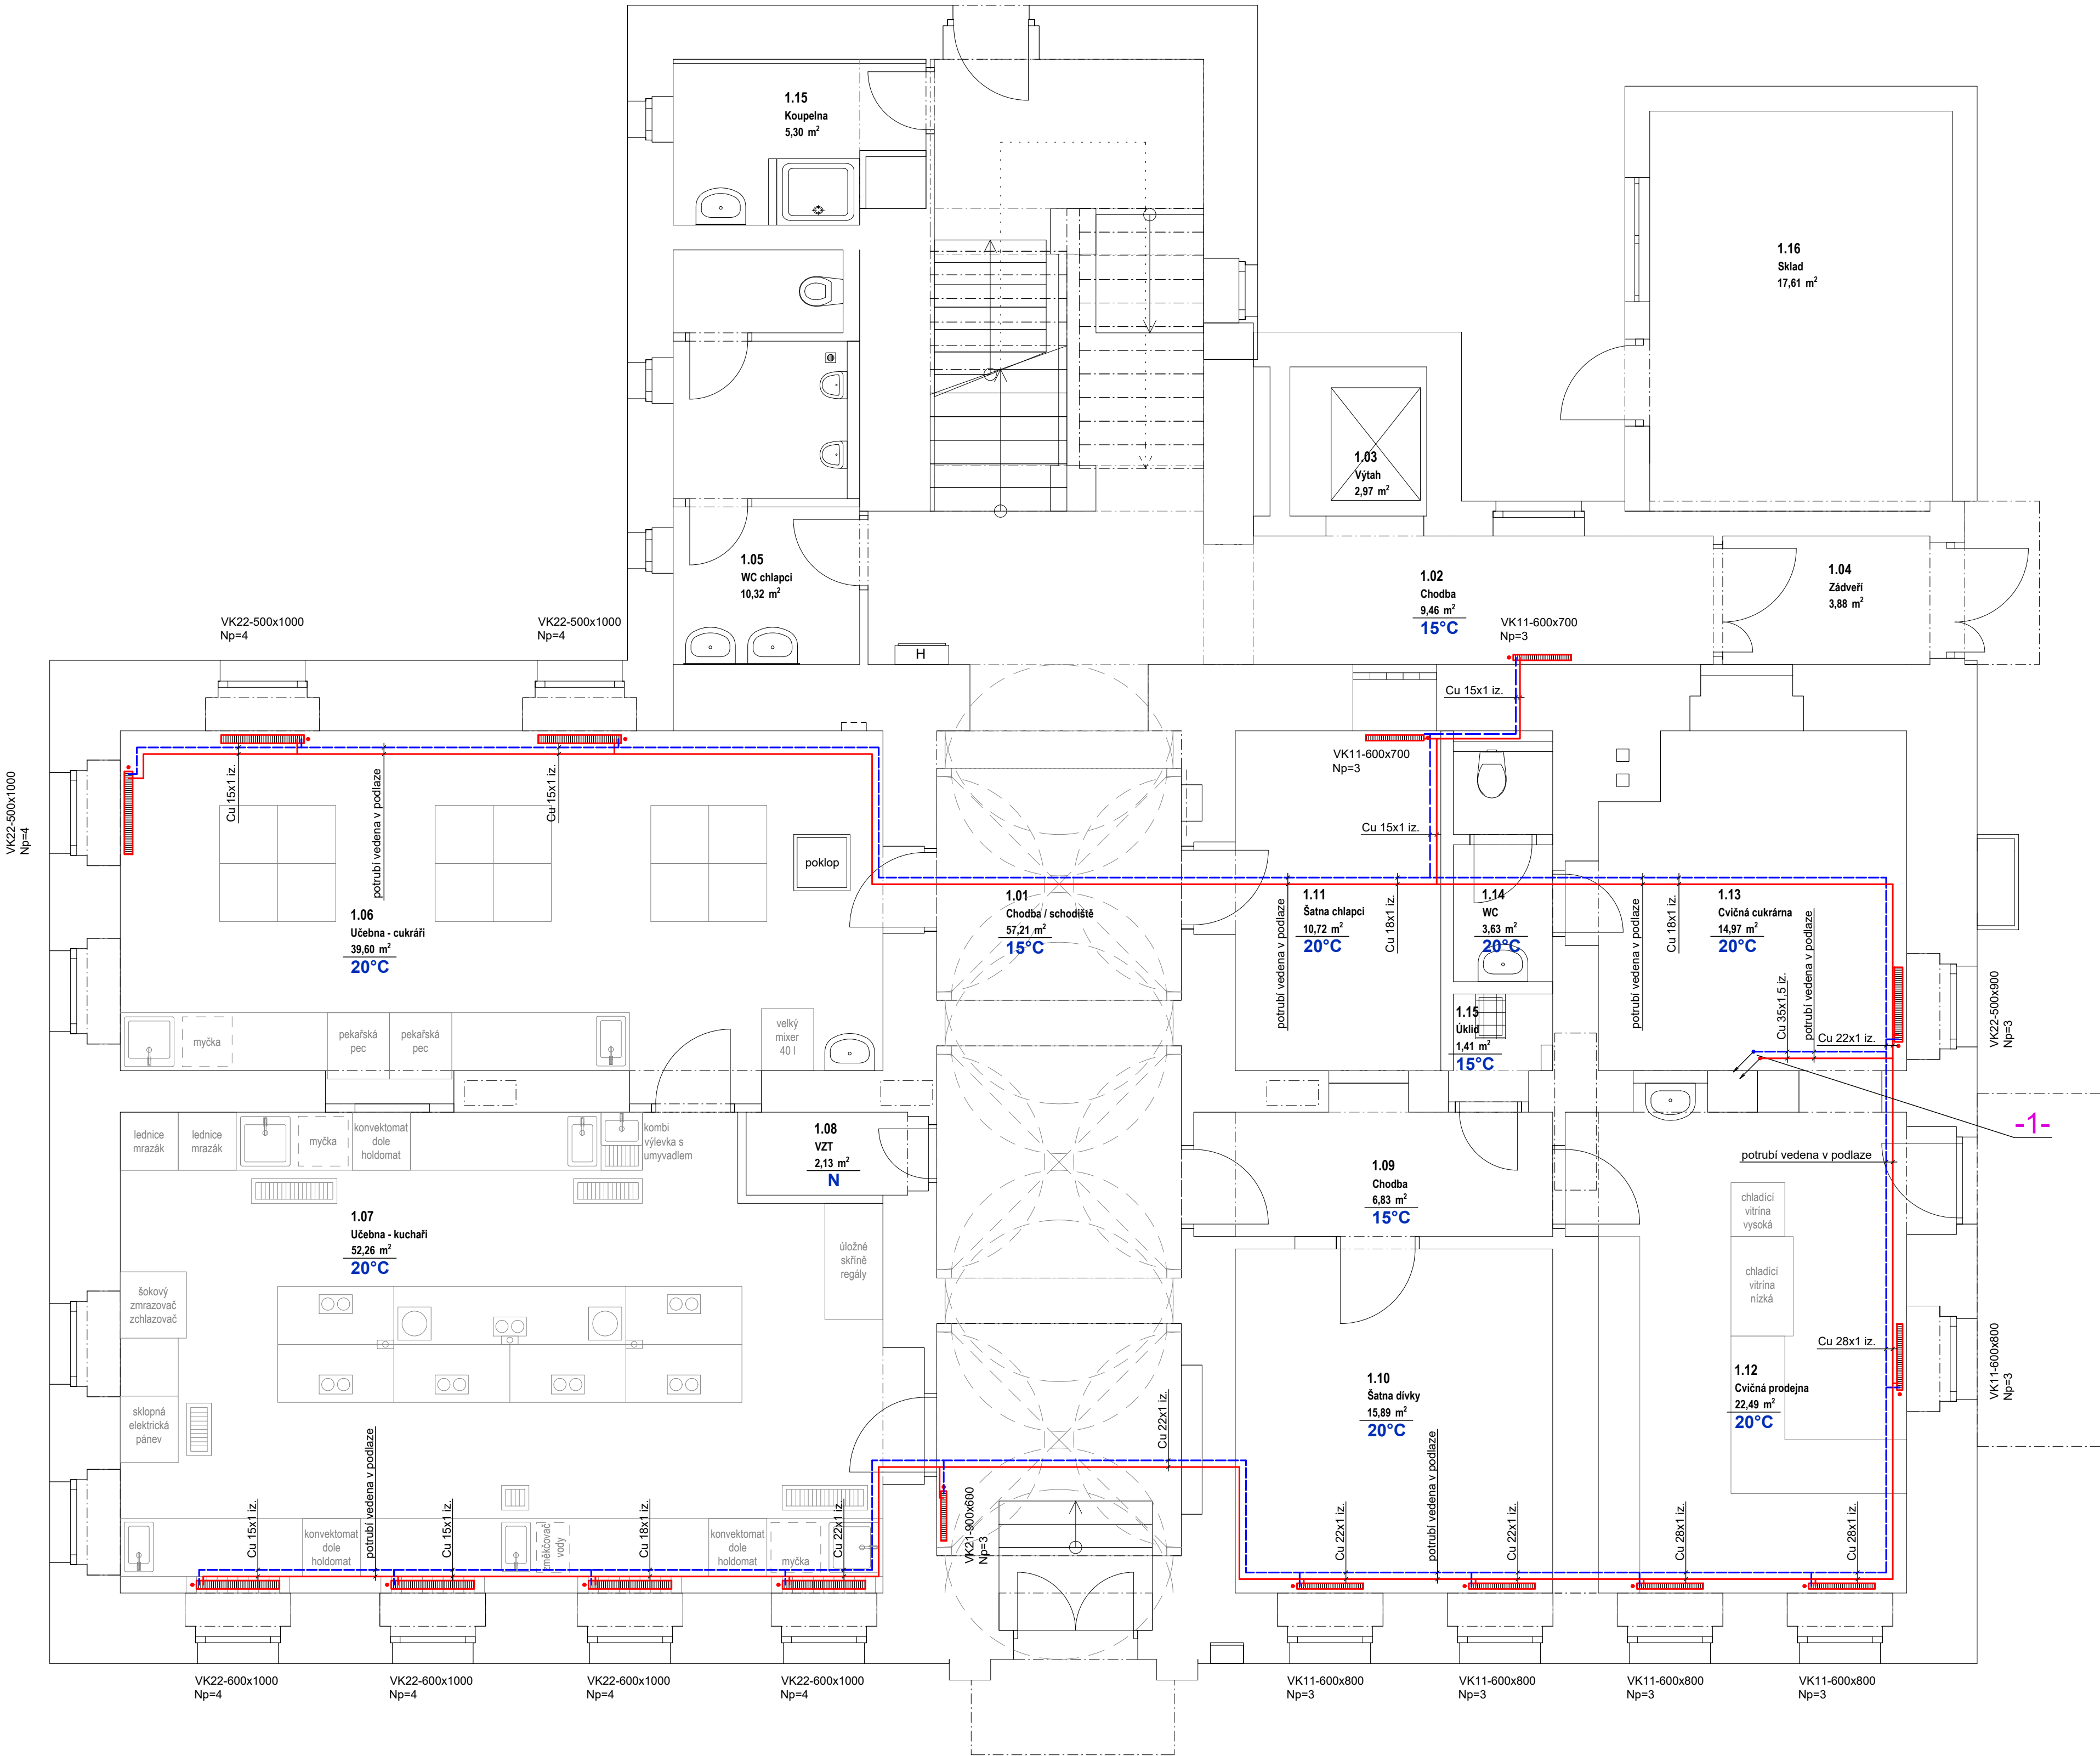 1.15
Koupelna
5,30 m²
1.16
Sklad
17,61 m²
1.03
Výtah
2,97 m²
1.05
WC chlapci
10,32 m²
1.02
Chodba
9,46 m²
15°C
1.04
Zádveří
3,88 m²
VK22-500x1000
Np=4
VK22-500x1000
Np=4
VK11-600x700
Np=3
H
Cu 15x1 iz.
VK22-500x1000
Np=4
Cu 15x1 iz.
potrubí vedena v podlaze
Cu 15x1 iz.
VK11-600x700
Np=3
Cu 15x1 iz.
poklop
1.06
Učebna - cukráři
39,60 m²
20°C
1.01
Chodba / schodiště
57,21 m²
15°C
potrubí vedena v podlaze
1.11
Šatna chlapci
10,72 m²
20°C
Cu 18x1 iz.
1.14
WC
3,63 m²
20°C
potrubí vedena v podlaze
Cu 18x1 iz.
1.13
Cvičná cukrárna
14,97 m²
20°C
Cu 35x1,5 iz.
potrubí vedena v podlaze
Cu 22x1 iz.
VK22-500x900
Np=3
1.15
Úklid
1,41 m²
15°C
myčka
pekařská
pec
pekařská
pec
velký
mixer
40 l
-1-
lednice
mrazák
lednice
mrazák
myčka
konvektomat
dole
holdomat
kombi
výlevka s
umyvadlem
1.08
VZT
2,13 m²
N
1.09
Chodba
6,83 m²
15°C
potrubí vedena v podlaze
chladící
vitrína
vysoká
chladící
vitrína
nízká
1.07
Učebna - kuchaři
52,26 m²
20°C
úložné
skříně
regály
šokový
zmrazovač
zchlazovač
sklopná
elektrická
pánev
Cu 28x1 iz.
VK11-600x800
Np=3
1.10
Šatna dívky
15,89 m²
20°C
1.12
Cvičná prodejna
22,49 m²
20°C
Cu 22x1 iz.
Cu 15x1 iz.
konvektomat
dole
holdomat
potrubí vedena v podlaze
Cu 15x1 iz.
změkčovač
vody
Cu 18x1 iz.
konvektomat
dole
holdomat
myčka
Cu 22x1 iz.
VK21-900x600
Np=3
Cu 22x1 iz.
potrubí vedena v podlaze
Cu 22x1 iz.
Cu 28x1 iz.
Cu 28x1 iz.
VK22-600x1000
Np=4
VK22-600x1000
Np=4
VK22-600x1000
Np=4
VK22-600x1000
Np=4
VK11-600x800
Np=3
VK11-600x800
Np=3
VK11-600x800
Np=3
VK11-600x800
Np=3